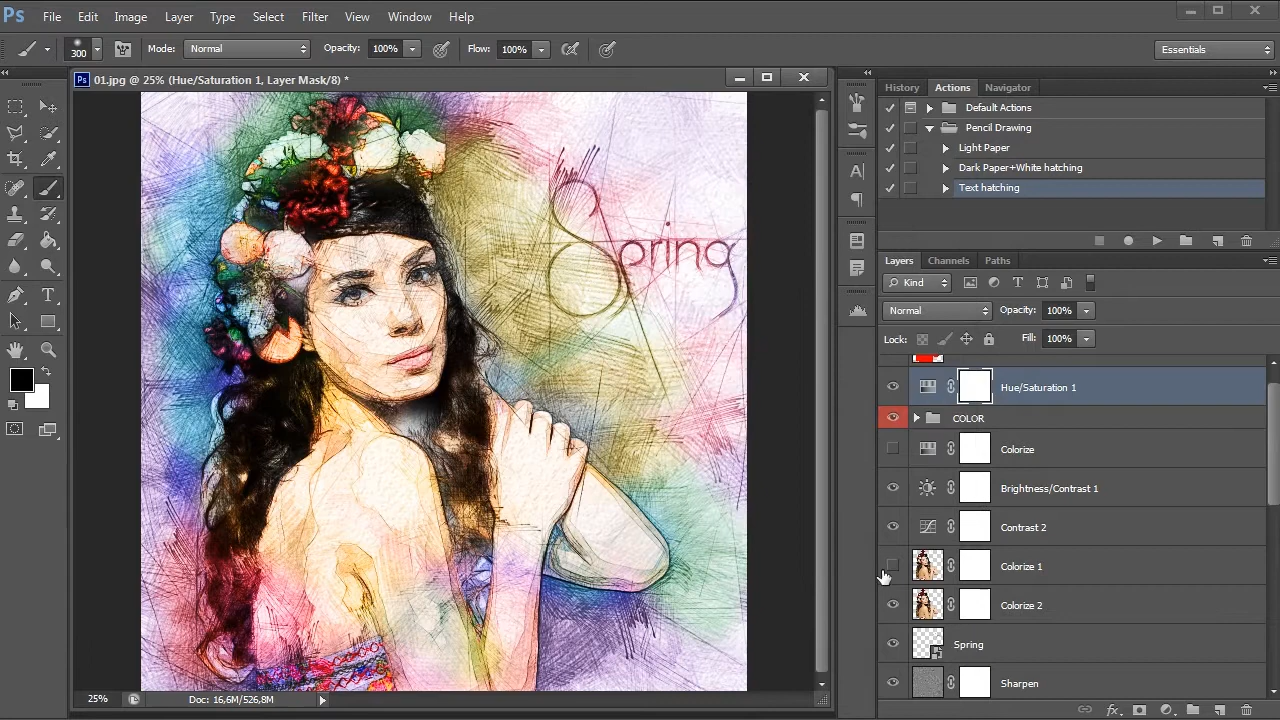 Ps File Edit Image Layer Type Select Filter View Window Help
300 Mode: Normal Opacity: 100% Flow: 100% Essentials
Ps 01.jpg @ 25% (Hue/Saturation 1, Layer Mask/8) *
History Actions Navigator
Default Actions
Pencil Drawing
Light Paper
Dark Paper+White hatching
Text hatching
Spring
Layers Channels Paths
Kind
Normal Opacity: 100%
Lock: Fill: 100%
Hue/Saturation 1
COLOR
Colorize
Brightness/Contrast 1
Contrast 2
Colorize 1
Colorize 2
Spring
Sharpen
25% Doc: 16,6M/526,8M
fx